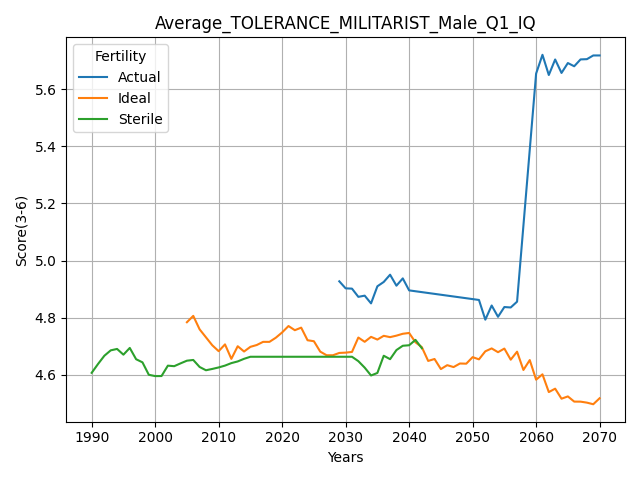 Average_TOLERANCE_MILITARIST_Male_Q1_IQ
Fertility
Actual
Ideal
Sterile
Score(3-6)
5.6
5.4
5.2
5.0
4.8
4.6
1990 2000 2010 2020 2030 2040 2050 2060 2070
Years